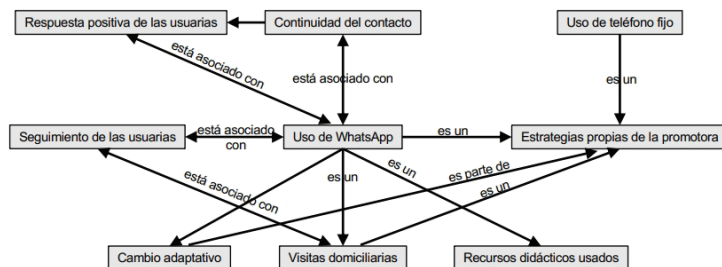 Respuesta positiva de las usuarias
Continuidad del contacto
Uso de teléfono fijo
está asociado con
está asociado con
es un
Seguimiento de las usuarias
está asociado
con
Uso de WhatsApp
es un
Estrategias propias de la promotora
está asociado con
es un
es un
es parte de
es un
Cambio adaptativo
Visitas domiciliarias
Recursos didácticos usados